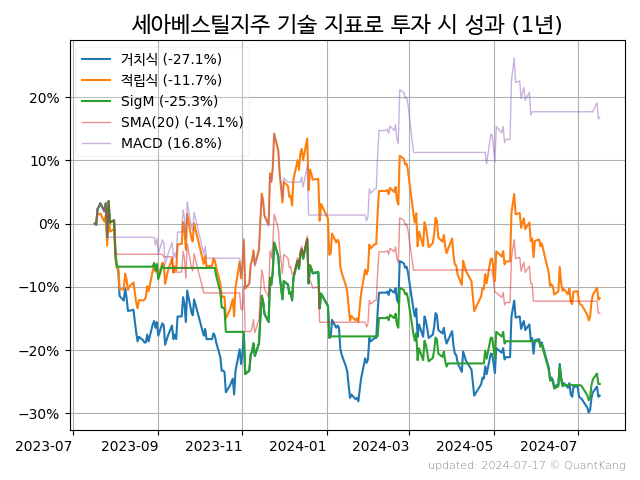 세아베스틸지주 기술 지표로 투자 시 성과 (1년)
거치식 (-27.1%)
적립식 (-11.7%)
SigM (-25.3%)
SMA(20) (-14.1%)
MACD (16.8%)
20%
10%
0%
−10%
−20%
−30%
2023-07 2023-09 2023-11 2024-01 2024-03 2024-05 2024-07
updated: 2024-07-17 © QuantKang